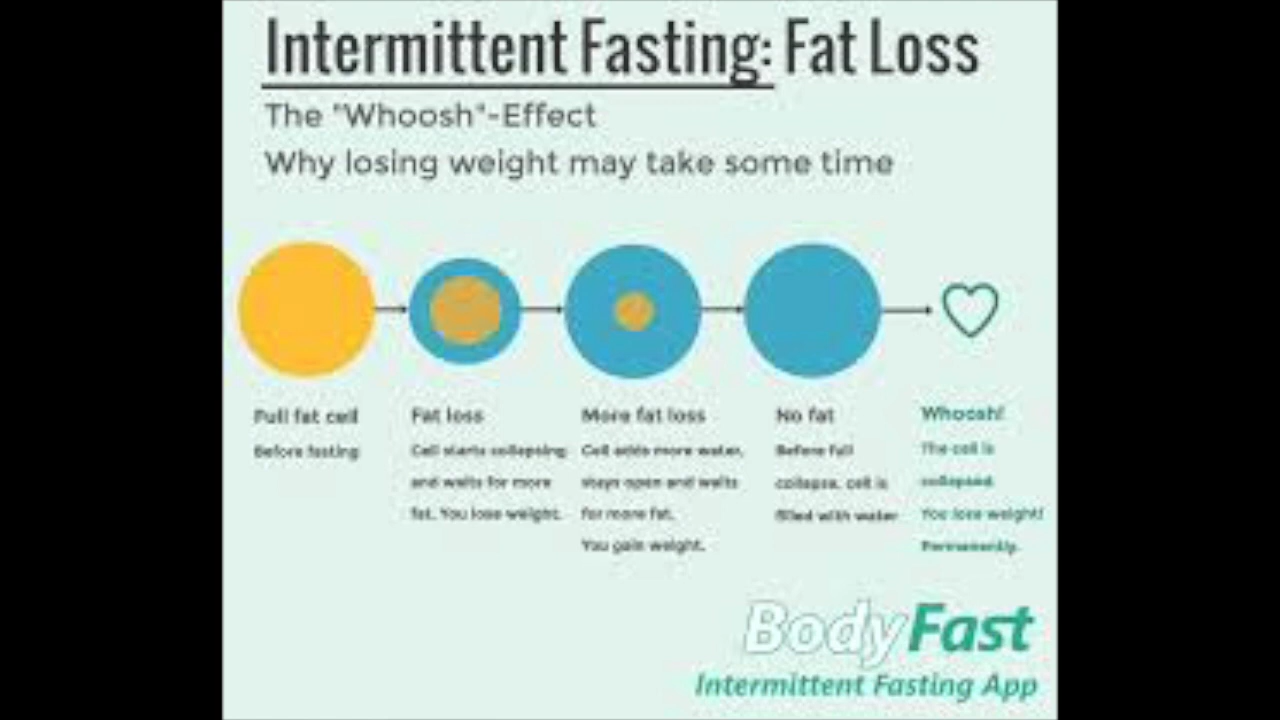 Intermittent Fasting: Fat Loss
The "Whoosh"-Effect
Why losing weight may take some time
Full fat cell
Before fasting
Fat loss
Cell starts collapsing
and waits for more
fat. You lose weight.
More fat loss
Cell adds more water,
stays open and waits
for more fat.
You gain weight.
No fat
Before full
collapse, cell is
filled with water
Whoosh!
The cell is
collapsed.
You lose weight!
Permanently.
BodyFast
Intermittent Fasting App